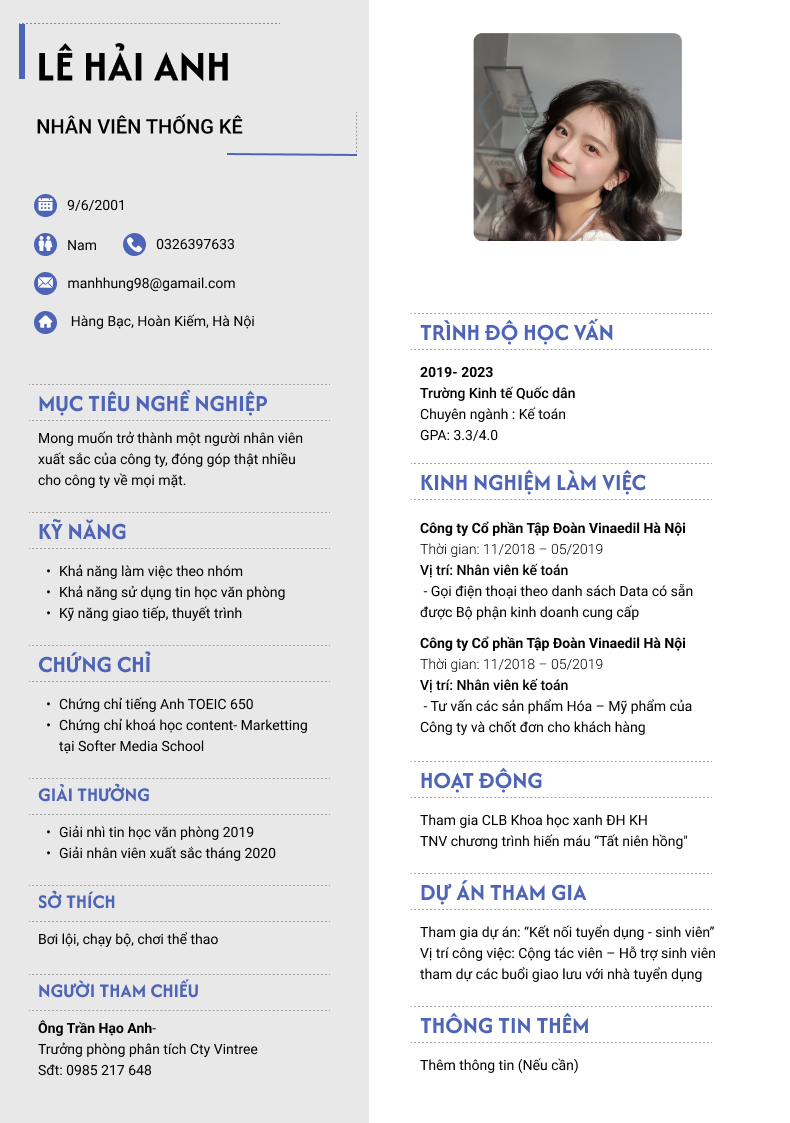 LÊ HẢI ANH
NHÂN VIÊN THỐNG KÊ
9/6/2001
Nam
0326397633
manhhung98@gamail.com
Hàng Bạc, Hoàn Kiếm, Hà Nội
MỤC TIÊU NGHỀ NGHIỆP
Mong muốn trở thành một người nhân viên
xuất sắc của công ty, đóng góp thật nhiều
cho công ty về mọi mặt.
KỸ NĂNG
• Khả năng làm việc theo nhóm
• Khả năng sử dụng tin học văn phòng
• Kỹ năng giao tiếp, thuyết trình
CHỨNG CHỈ
• Chứng chỉ tiếng Anh TOEIC 650
• Chứng chỉ khoá học content- Marketting
tại Softer Media School
GIẢI THƯỞNG
• Giải nhì tin học văn phòng 2019
• Giải nhân viên xuất sắc tháng 2020
SỞ THÍCH
Bơi lội, chạy bộ, chơi thể thao
NGƯỜI THAM CHIẾU
Ông Trần Hạo Anh-
Trưởng phòng phân tích Cty Vintree
Sđt: 0985 217 648
TRÌNH ĐỘ HỌC VẤN
2019- 2023
Trường Kinh tế Quốc dân
Chuyên ngành : Kế toán
GPA: 3.3/4.0
KINH NGHIỆM LÀM VIỆC
Công ty Cổ phần Tập Đoàn Vinaedil Hà Nội
Thời gian: 11/2018 – 05/2019
Vị trí: Nhân viên kế toán
- Gọi điện thoại theo danh sách Data có sẵn
được Bộ phận kinh doanh cung cấp
Công ty Cổ phần Tập Đoàn Vinaedil Hà Nội
Thời gian: 11/2018 – 05/2019
Vị trí: Nhân viên kế toán
- Tư vấn các sản phẩm Hóa – Mỹ phẩm của
Công ty và chốt đơn cho khách hàng
HOẠT ĐỘNG
Tham gia CLB Khoa học xanh ĐH KH
TNV chương trình hiến máu “Tất niên hồng"
DỰ ÁN THAM GIA
Tham gia dự án: “Kết nối tuyển dụng - sinh viên”
Vị trí công việc: Cộng tác viên – Hỗ trợ sinh viên
tham dự các buổi giao lưu với nhà tuyển dụng
THÔNG TIN THÊM
Thêm thông tin (Nếu cần)